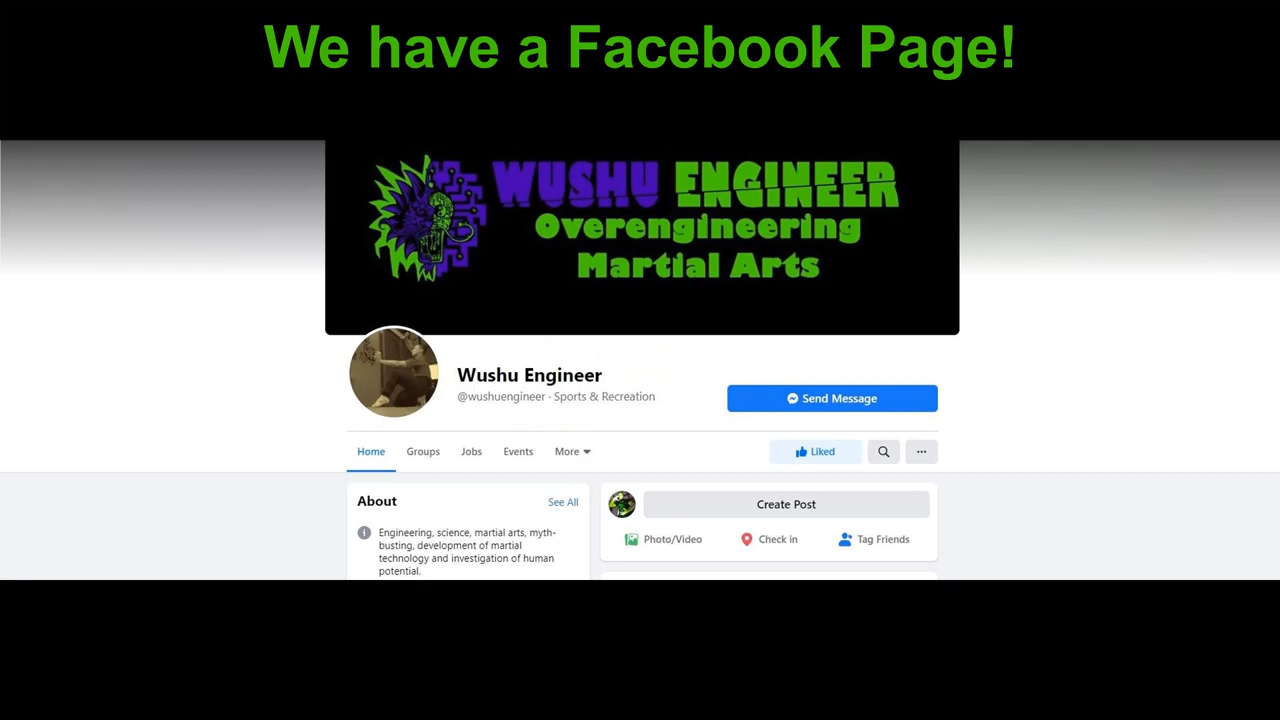 We have a Facebook Page!
WUSHU ENGINEER
Overengineering
Martial Arts
Wushu Engineer
@wushuengineer · Sports & Recreation
Send Message
Home Groups Jobs Events More
Liked
...
About See All
Engineering, science, martial arts, myth-
busting, development of martial
technology and investigation of human
potential.
Create Post
Photo/Video Check in Tag Friends